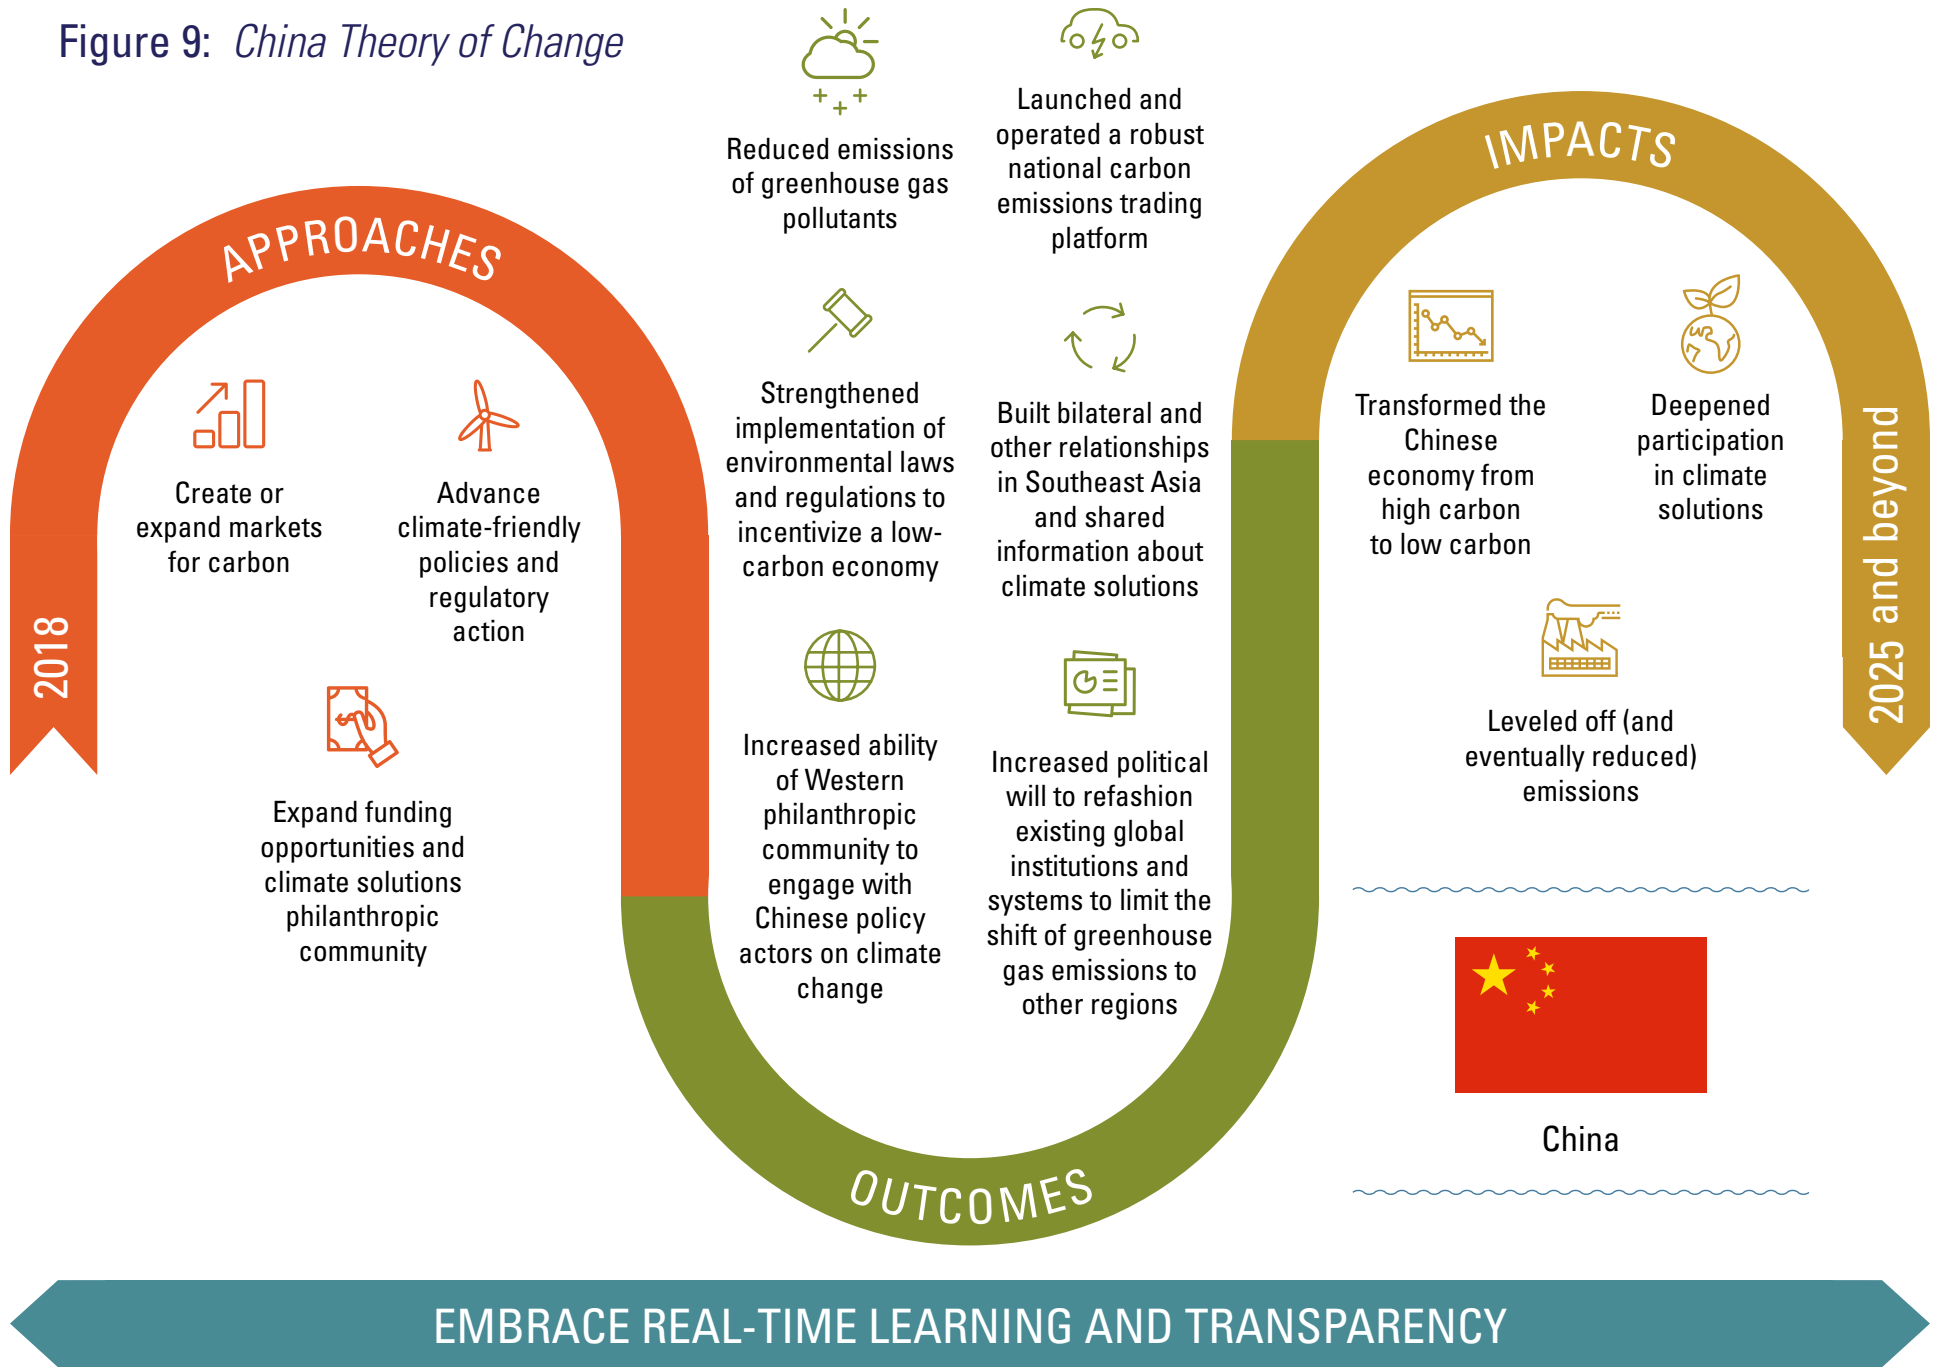 Figure 9: China Theory of Change
APPROACHES
2018
Create or
expand markets
for carbon
Advance
climate-friendly
policies and
regulatory
action
Expand funding
opportunities and
climate solutions
philanthropic
community
Reduced emissions
of greenhouse gas
pollutants
Launched and
operated a robust
national carbon
emissions trading
platform
Strengthened
implementation of
environmental laws
and regulations to
incentivize a low-
carbon economy
Built bilateral and
other relationships
in Southeast Asia
and shared
information about
climate solutions
Increased ability
of Western
philanthropic
community to
engage with
Chinese policy
actors on climate
change
Increased political
will to refashion
existing global
institutions and
systems to limit the
shift of greenhouse
gas emissions to
other regions
OUTCOMES
IMPACTS
Transformed the
Chinese
economy from
high carbon
to low carbon
Deepened
participation
in climate
solutions
Leveled off (and
eventually reduced)
emissions
2025 and beyond
China
EMBRACE REAL-TIME LEARNING AND TRANSPARENCY